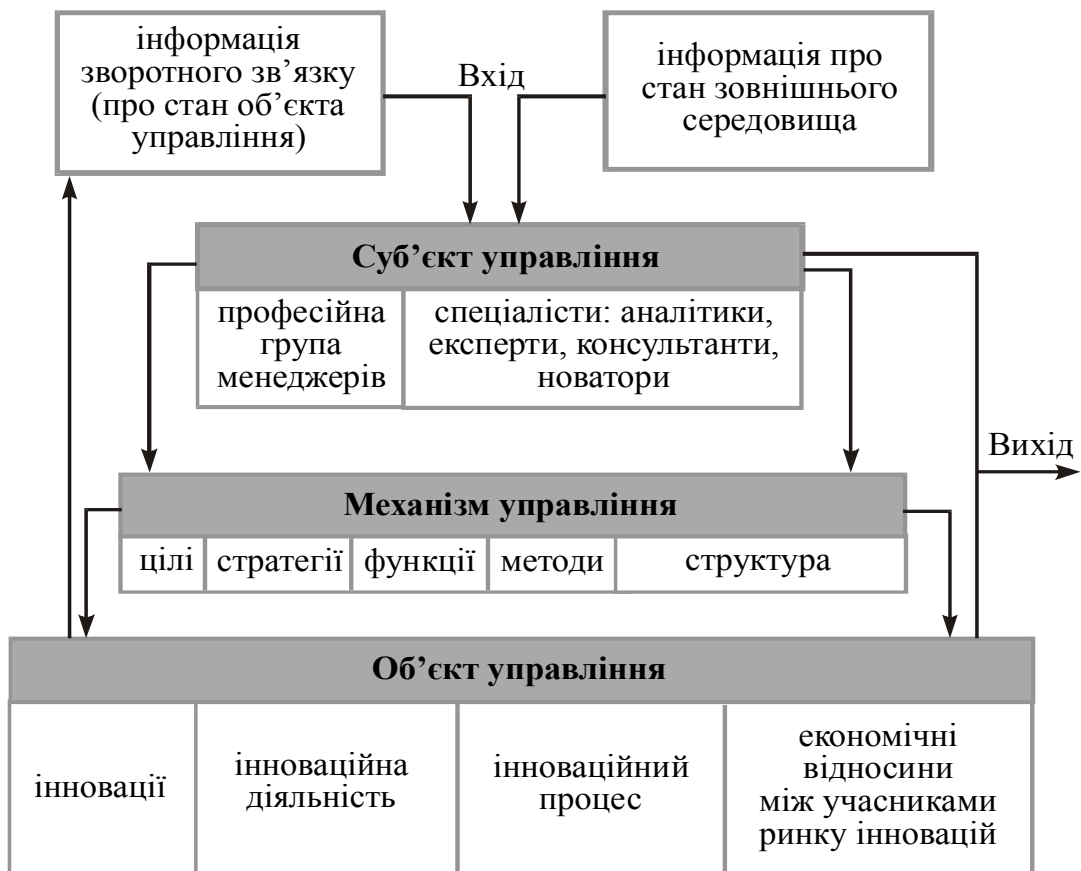 інформація
зворотного зв’язку
(про стан об’єкта
управління)
Вхід
інформація про
стан зовнішнього
середовища
Суб’єкт управління
професійна
група
менеджерів
спеціалісти: аналітики,
експерти, консультанти,
новатори
Вихід
Механізм управління
цілі
стратегії
функції
методи
структура
Об’єкт управління
інновації
інноваційна
діяльність
інноваційний
процес
економічні
відносини
між учасниками
ринку інновацій